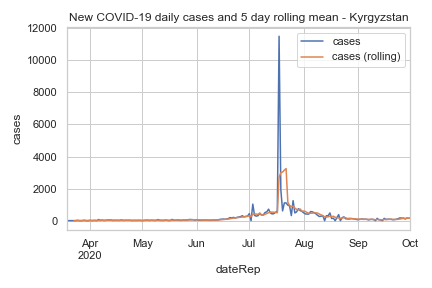 New COVID-19 daily cases and 5 day rolling mean - Kyrgyzstan
cases
cases (rolling)
12000
10000
8000
6000
4000
2000
0
cases
Apr
2020
May
Jun
Jul
Aug
Sep
Oct
dateRep